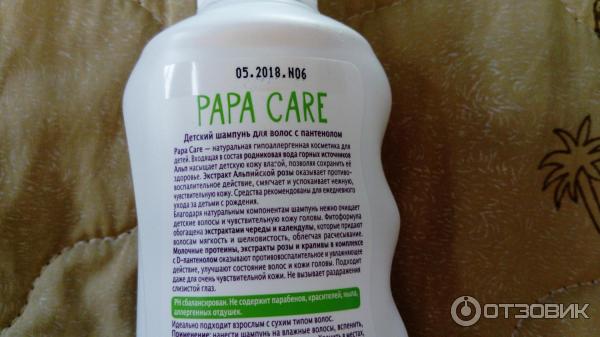 05.2018.N06
PAPA CARE
Детский шампунь для волос с пантенолом
Papa Care — натуральная гипоаллергенная косметика для
детей. Входящая в состав родниковая вода горных источников
Альп насыщает детскую кожу влагой, позволяя сохранять её
здоровье. Экстракт Альпийской розы оказывает противо-
воспалительное действие, смягчает и успокаивает нежную,
чувствительную кожу. Средства рекомендованы для ежедневного
ухода за детьми с рождения.
Благодаря натуральным компонентам шампунь нежно очищает
детские волосы и чувствительную кожу головы. Фитоформула
обогащена экстрактами череды и календулы, которые придают
волосам мягкость и шелковистость, облегчая расчесывание.
Молочные протеины, экстракты розы и крапивы в комплексе
с D-пантенолом оказывают противовоспалительное и увлажняющее
действие, улучшают состояние волос и кожи головы. Подходит
даже для очень чувствительной кожи. Не вызывает раздражения
слизистой глаз.
PH сбалансирован. Не содержит парабенов, красителей, мыла,
аллергенных отдушек.
Идеально подходит взрослым с сухим типом волос.
Применение: нанести шампунь на влажные волосы, вспенить,
ОТЗОВИК